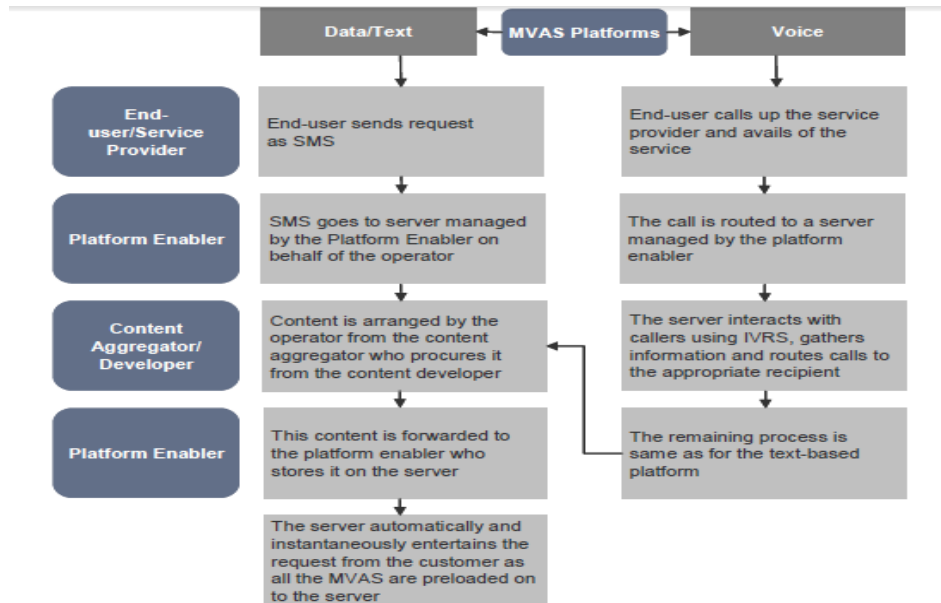 Data/Text
MVAS Platforms
Voice
End-
user/Service
Provider
End-user sends request
as SMS
End-user calls up the service
provider and avails of the
service
Platform Enabler
SMS goes to server managed
by the Platform Enabler on
behalf of the operator
The call is routed to a server
managed by the platform
enabler
Content
Aggregator/
Developer
Content is arranged by the
operator from the content
aggregator who procures it
from the content developer
The server interacts with
callers using IVRS, gathers
information and routes calls to
the appropriate recipient
Platform Enabler
This content is forwarded to
the platform enabler who
stores it on the server
The remaining process is
same as for the text-based
platform
The server automatically and
instantaneously entertains the
request from the customer as
all the MVAS are preloaded on
to the server